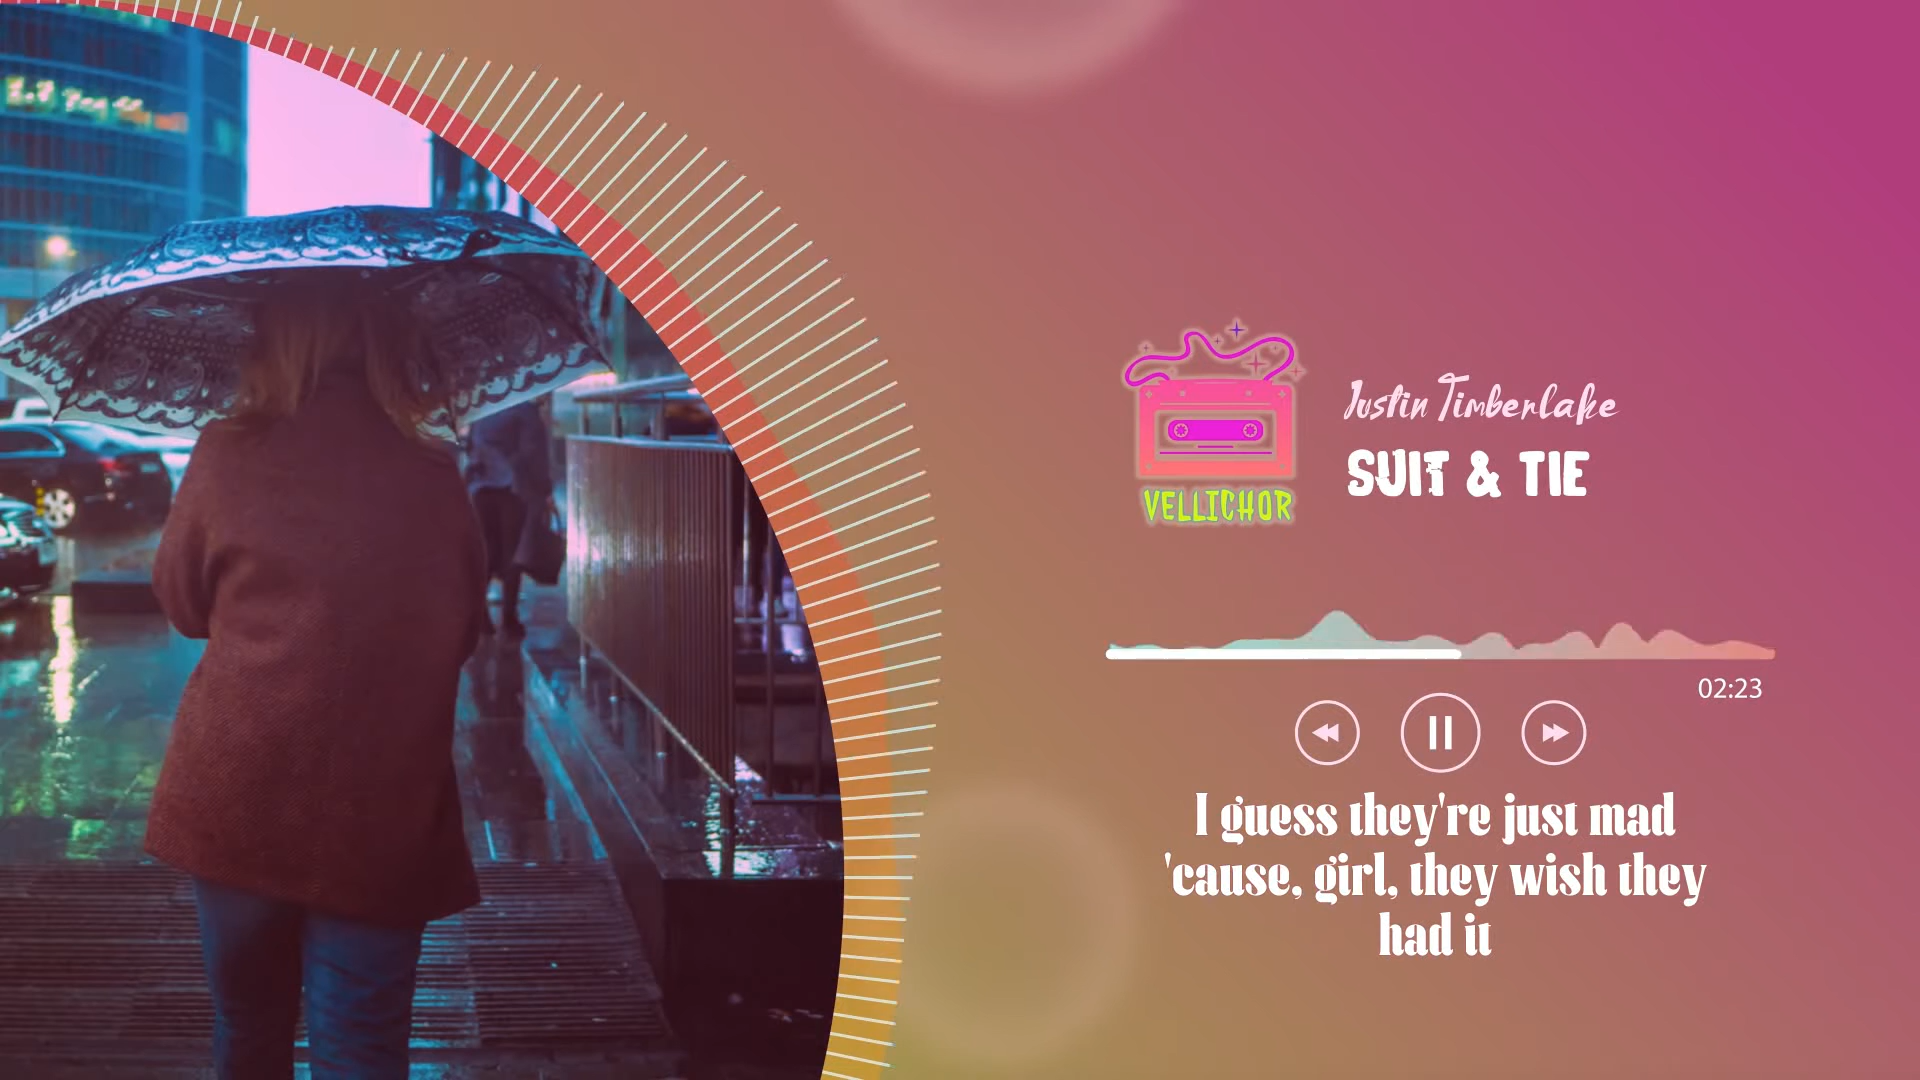 Justin Timberlake
SUIT & TIE
VELLICHOR
02:23
I guess they're just mad
'cause, girl, they wish they
had it